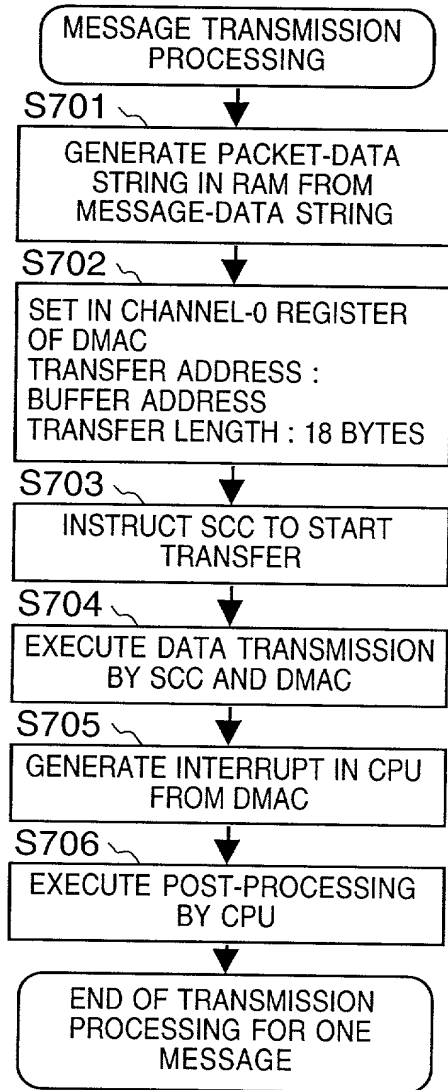 MESSAGE TRANSMISSION
PROCESSING
S701
GENERATE PACKET-DATA
STRING IN RAM FROM
MESSAGE-DATA STRING
S702
SET IN CHANNEL-0 REGISTER
OF DMAC
TRANSFER ADDRESS :
BUFFER ADDRESS
TRANSFER LENGTH : 18 BYTES
S703
INSTRUCT SCC TO START
TRANSFER
S704
EXECUTE DATA TRANSMISSION
BY SCC AND DMAC
S705
GENERATE INTERRUPT IN CPU
FROM DMAC
S706
EXECUTE POST-PROCESSING
BY CPU
END OF TRANSMISSION
PROCESSING FOR ONE
MESSAGE